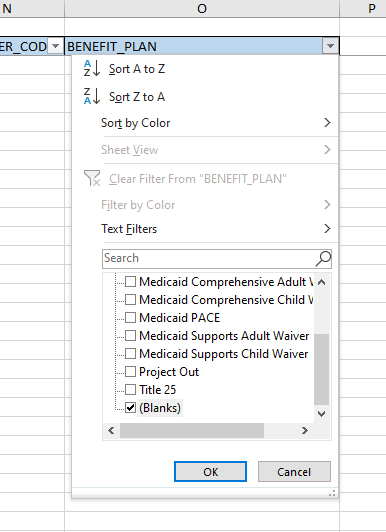 N O P
ER_COD BENEFIT_PLAN
Sort A to Z
Sort Z to A
Sort by Color
Sheet View
Clear Filter From "BENEFIT_PLAN"
Filter by Color
Text Filters
Search
Medicaid Comprehensive Adult W
Medicaid Comprehensive Child W
Medicaid PACE
Medicaid Supports Adult Waiver
Medicaid Supports Child Waiver
Project Out
Title 25
(Blanks)
OK Cancel